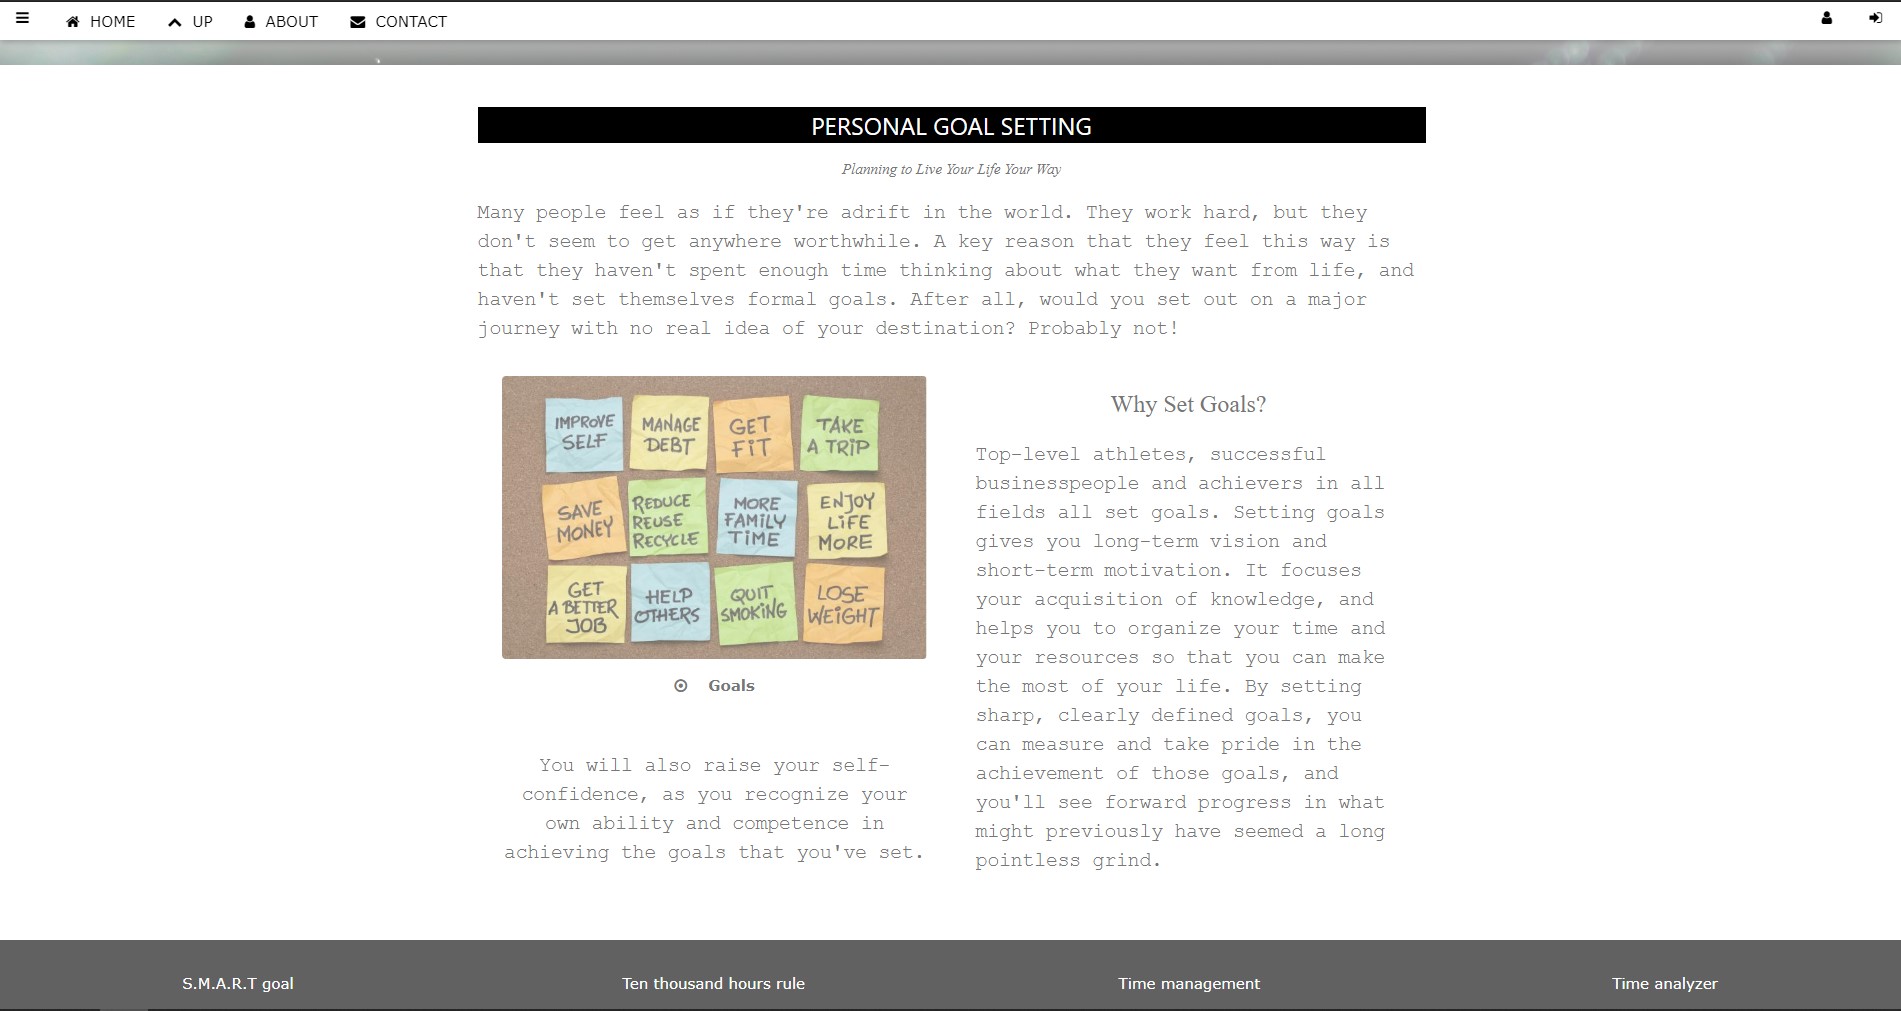 HOME UP ABOUT CONTACT
PERSONAL GOAL SETTING
Planning to Live Your Life Your Way
Many people feel as if they're adrift in the world. They work hard, but they
don't seem to get anywhere worthwhile. A key reason that they feel this way is
that they haven't spent enough time thinking about what they want from life, and
haven't set themselves formal goals. After all, would you set out on a major
journey with no real idea of your destination? Probably not!
IMPROVE
SELF
MANAGE
DEBT
GET
FIT
TAKE
A TRIP
SAVE
MONEY
REDUCE
REUSE
RECYCLE
MORE
FAMILY
TIME
ENJOY
LIFE
MORE
GET
A BETTER
JOB
HELP
OTHERS
QUIT
SMOKING
LOSE
WEIGHT
Goals
You will also raise your self-
confidence, as you recognize your
own ability and competence in
achieving the goals that you've set.
Why Set Goals?
Top-level athletes, successful
businesspeople and achievers in all
fields all set goals. Setting goals
gives you long-term vision and
short-term motivation. It focuses
your acquisition of knowledge, and
helps you to organize your time and
your resources so that you can make
the most of your life. By setting
sharp, clearly defined goals, you
can measure and take pride in the
achievement of those goals, and
you'll see forward progress in what
might previously have seemed a long
pointless grind.
S.M.A.R.T goal
Ten thousand hours rule
Time management
Time analyzer